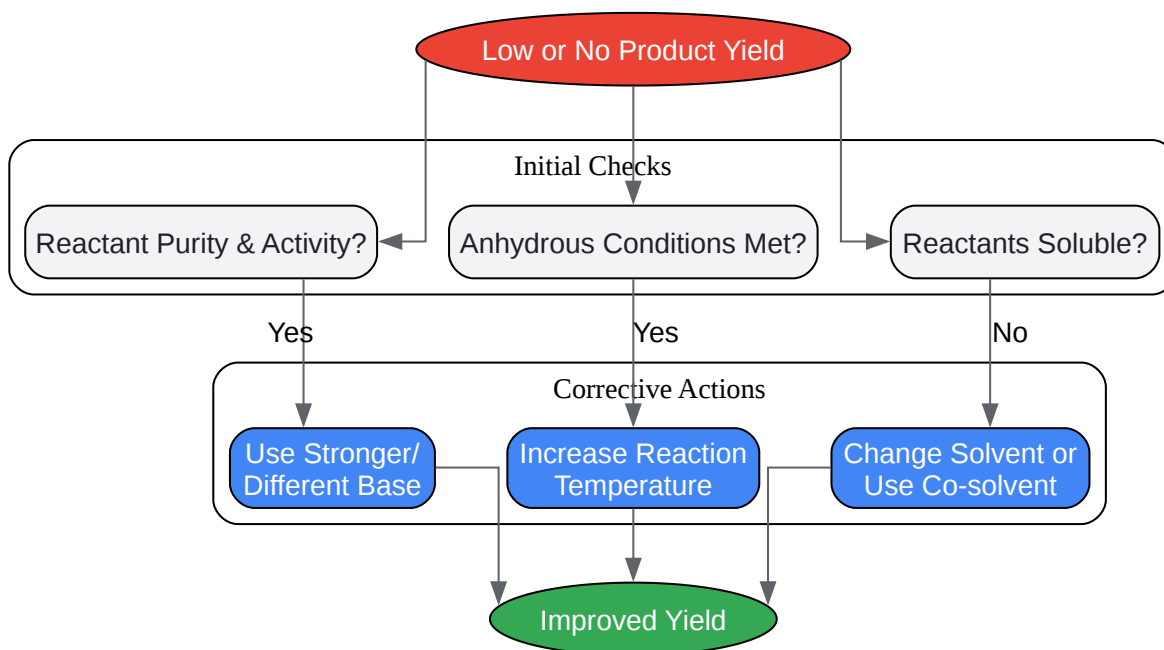 Low or No Product Yield
Initial Checks
Reactant Purity & Activity?
Anhydrous Conditions Met?
Reactants Soluble?
Yes
Yes
No
Corrective Actions
Use Stronger/
Different Base
Increase Reaction
Temperature
Change Solvent or
Use Co-solvent
Improved Yield